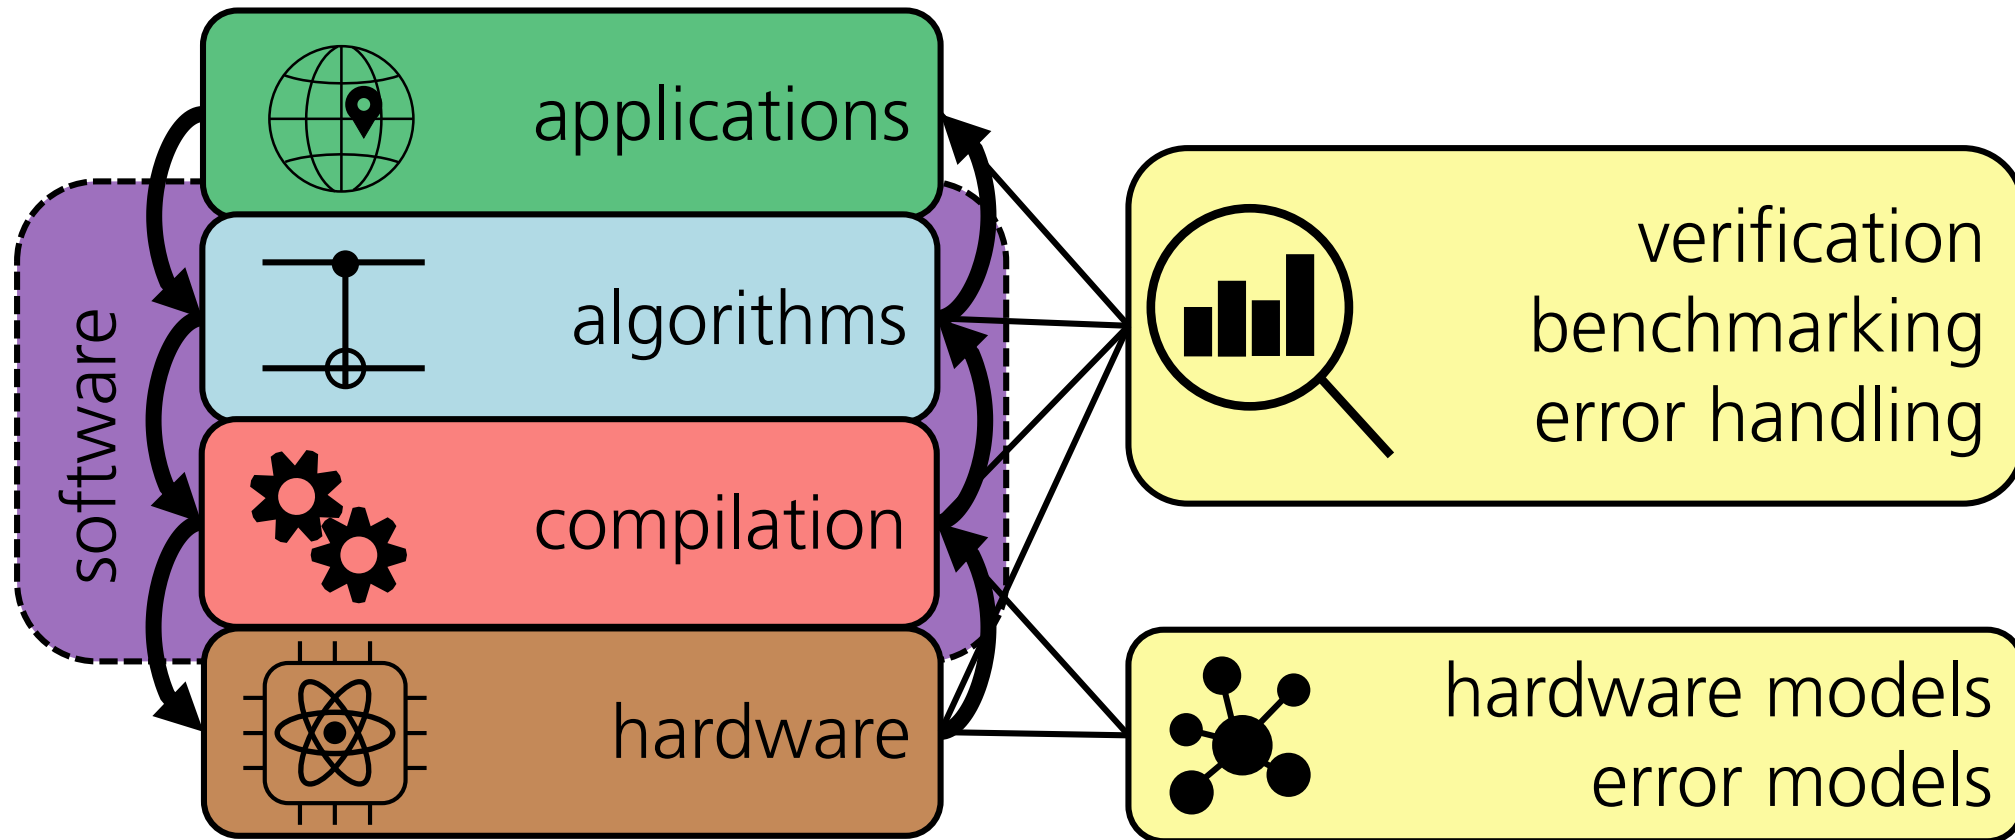 applications
software
algorithms
compilation
hardware
verification
benchmarking
error handling
hardware models
error models